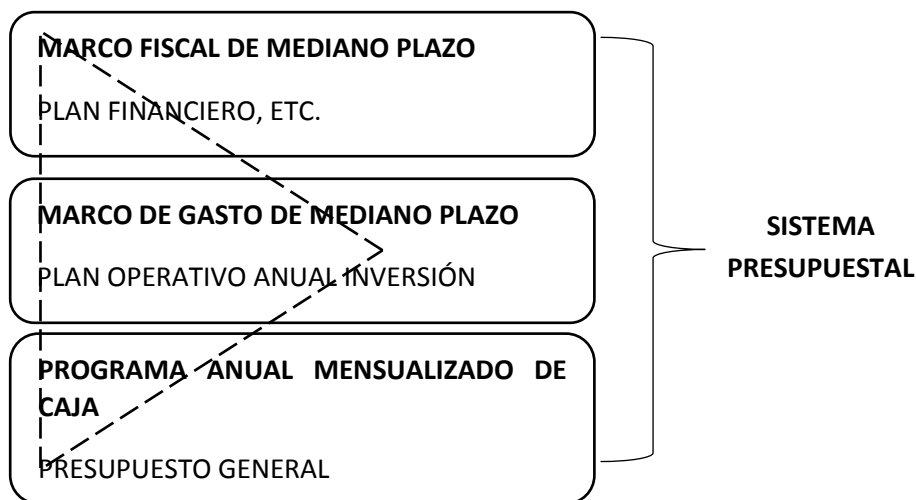 MARCO FISCAL DE MEDIANO PLAZO
PLAN FINANCIERO, ETC.
MARCO DE GASTO DE MEDIANO PLAZO
PLAN OPERATIVO ANUAL INVERSIÓN
PROGRAMA ANUAL MENSUALIZADO DE
CAJA
PRESUPUESTO GENERAL
SISTEMA
PRESUPUESTAL